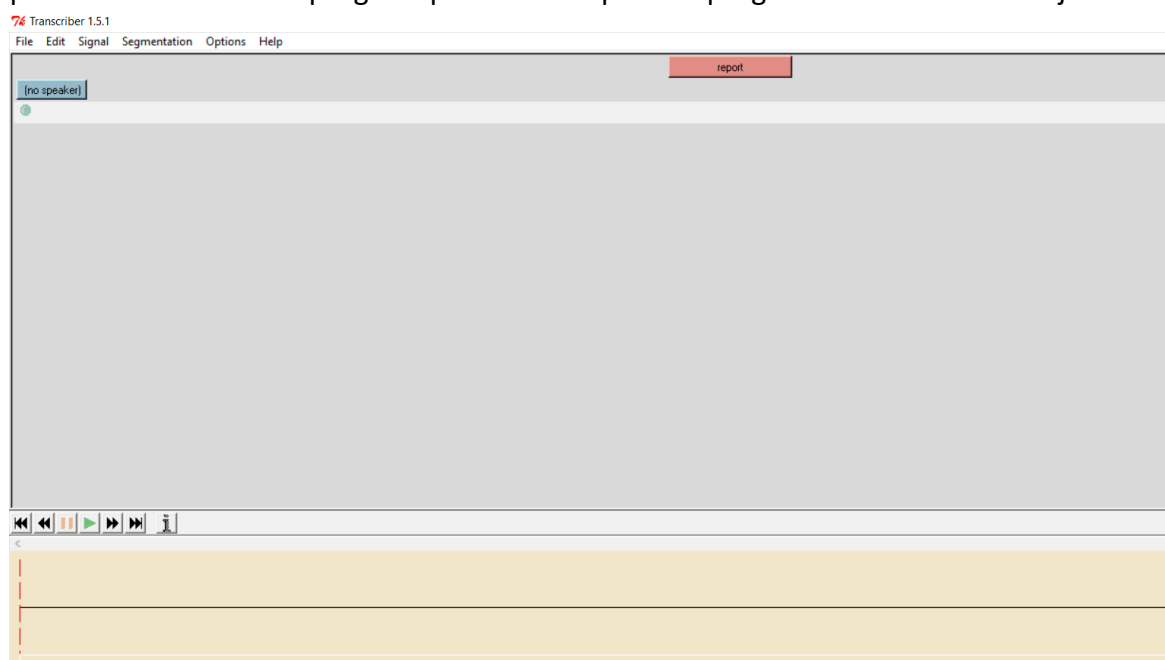 Transcriber 1.5.1
File Edit Signal Segmentation Options Help
report
(no speaker)